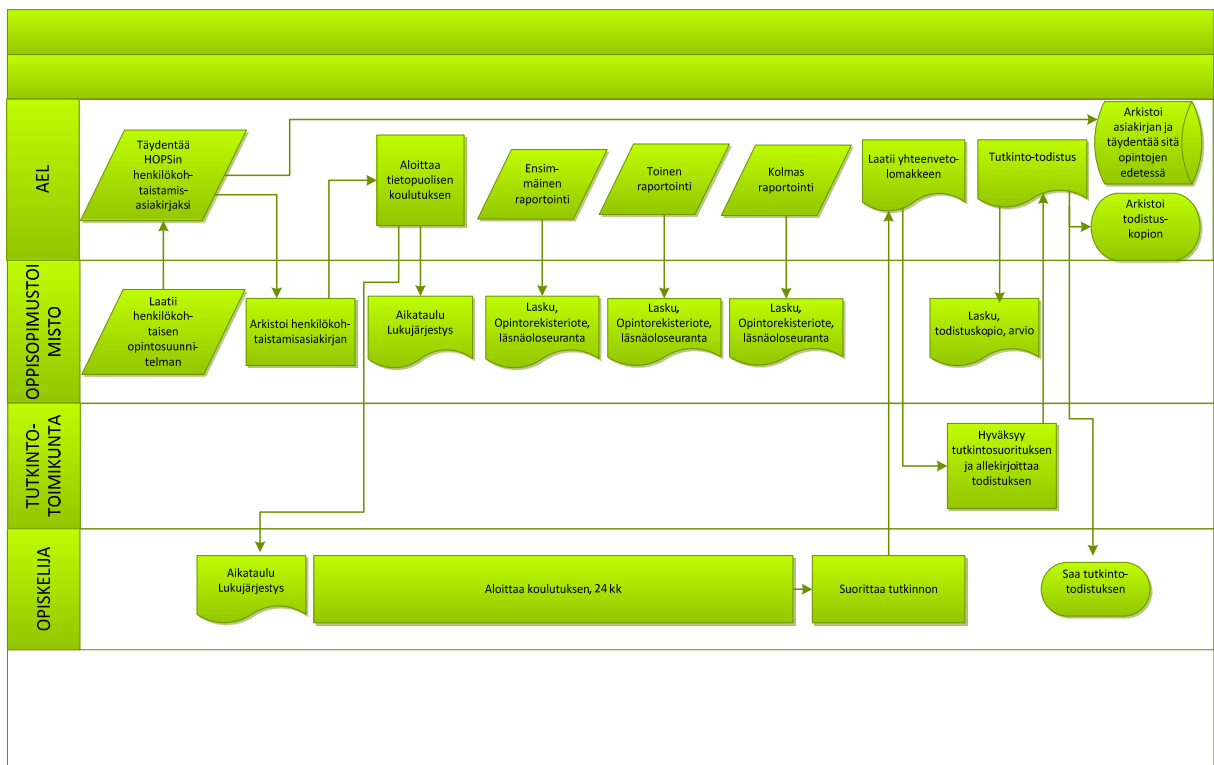 AEL
Täydentää
HOPSin
henkilökoh-
taistamis-
asiakirjaksi
Aloittaa
tietopuolisen
koulutuksen
Ensim-
mäinen
raportointi
Toinen
raportointi
Kolmas
raportointi
Laatii yhteenveto-
lomakkeen
Tutkinto-todistus
Arkistoi
asiakirjan ja
täydentää sitä
opintojen
edetessä
Arkistoi
todistus-
kopion
OPPISOPIMUSTOI
MISTO
Laatii
henkilökoh-
taisen
opintosuunni-
telman
Arkistoi henkilökoh-
taistamisasiakirjan
Aikataulu
Lukujärjestys
Lasku,
Opintorekisteriote,
läsnäoloseuranta
Lasku,
Opintorekisteriote,
läsnäoloseuranta
Lasku,
Opintorekisteriote,
läsnäoloseuranta
Lasku,
todistuskopio, arvio
TUTKINTO-
TOIMIKUNTA
Hyväksyy
tutkintosuorituksen
ja allekirjoittaa
todistuksen
OPISKELIJA
Aikataulu
Lukujärjestys
Aloittaa koulutuksen, 24 kk
Suorittaa tutkinnon
Saa tutkinto-
todistuksen